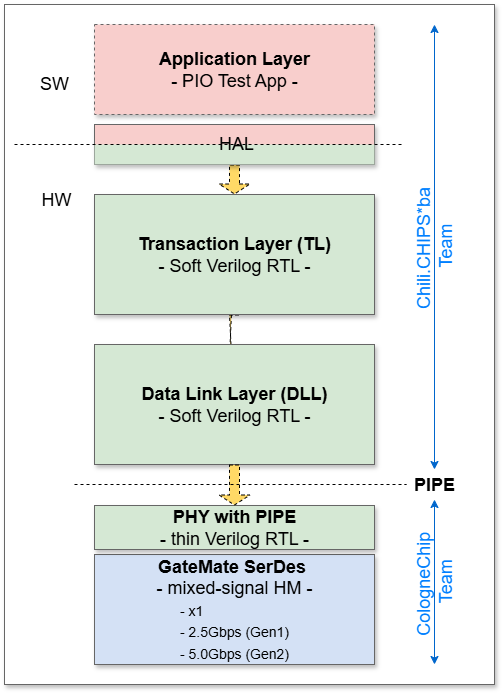 Application Layer
- PIO Test App -
SW
HAL
HW
Transaction Layer (TL)
- Soft Verilog RTL -
Chili.CHIPS*ba
Team
Data Link Layer (DLL)
- Soft Verilog RTL -
PIPE
PHY with PIPE
- thin Verilog RTL -
GateMate SerDes
- mixed-signal HM -
- x1
- 2.5Gbps (Gen1)
- 5.0Gbps (Gen2)
CologneChip
Team